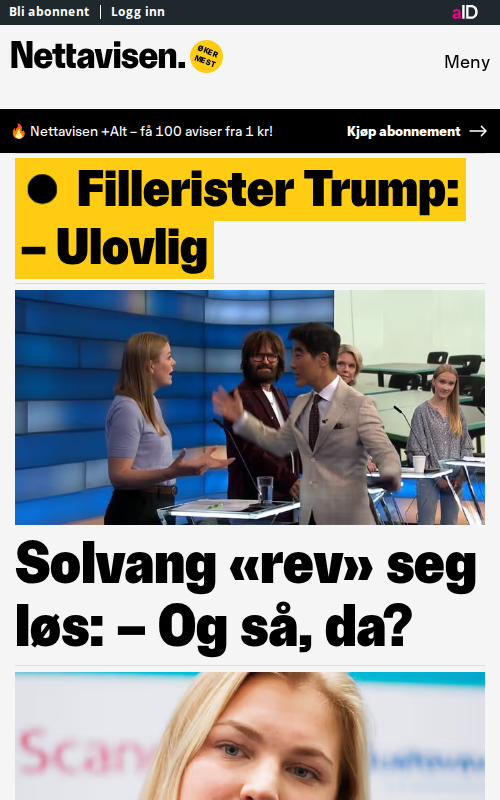 Bli abonnent
Logg inn
aID
Nettavisen.
ØKER
MEST
Meny
🔥 Nettavisen +Alt – få 100 aviser fra 1 kr!
Kjøp abonnement →
● Fillerister Trump:
– Ulovlig
Solvang «rev» seg
løs: – Og så, da?
Scan